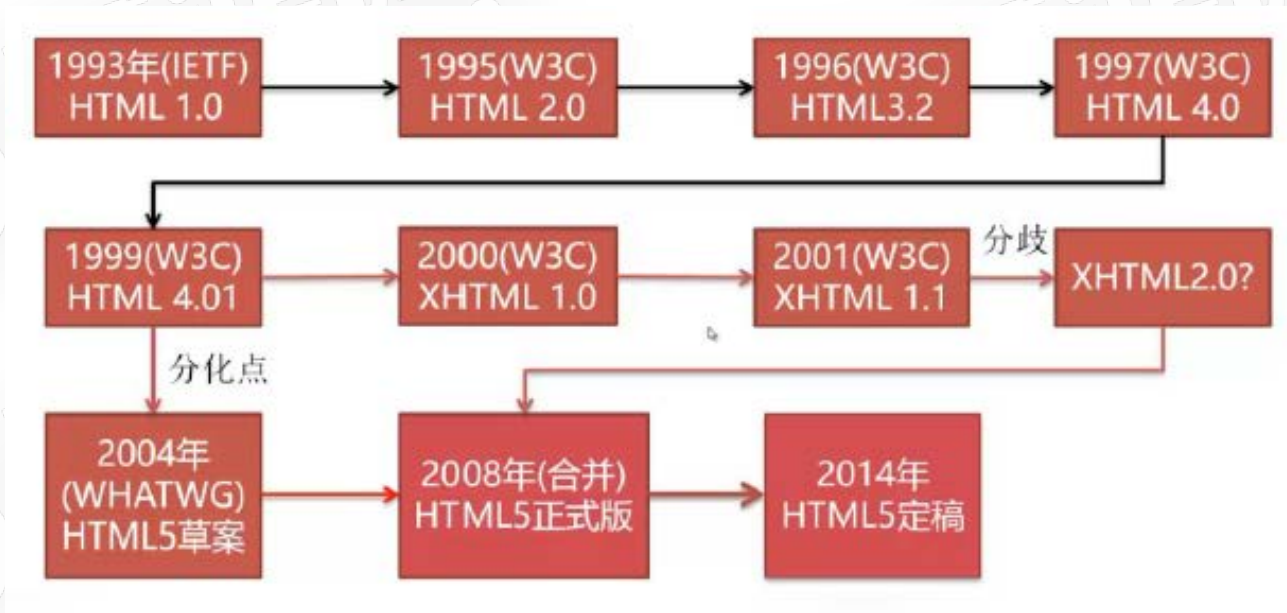 1993年(IETF)
HTML 1.0
1995(W3C)
HTML 2.0
1996(W3C)
HTML3.2
1997(W3C)
HTML 4.0
1999(W3C)
HTML 4.01
2000(W3C)
XHTML 1.0
2001(W3C)
XHTML 1.1
分歧
XHTML2.0?
分化点
2004年
(WHATWG)
HTML5草案
2008年(合并)
HTML5正式版
2014年
HTML5定稿